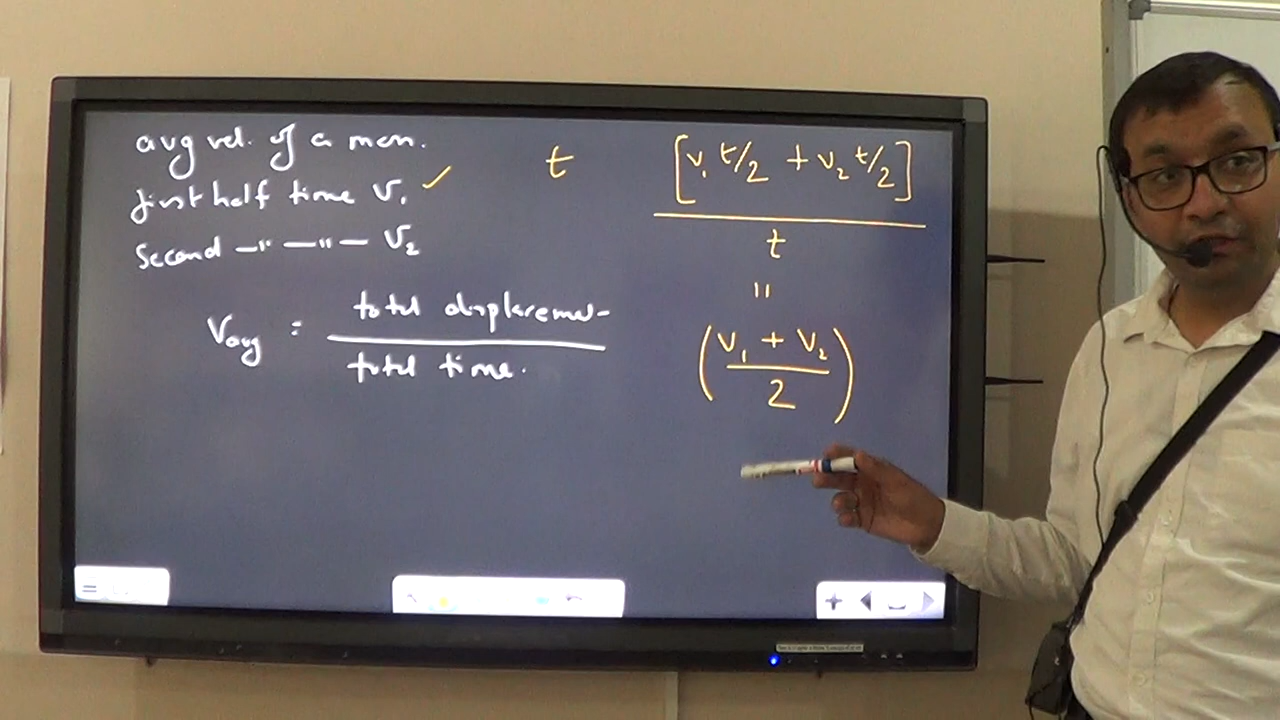 avg vel. of a man.
first half time V₁ ✓
Second —"— —"— V₂
Vavg = total displacement
total time.
t
[v₁ t/2 + v₂ t/2]
t
=
(V₁ + V₂
2)